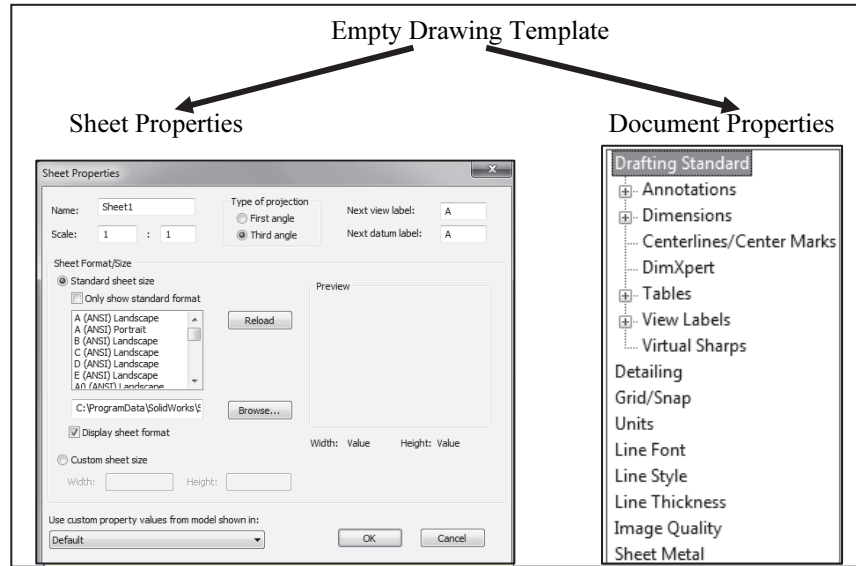 Empty Drawing Template
Sheet Properties
Document Properties
Sheet Properties
Name: Sheet1
Scale: 1 : 1
Type of projection
First angle
Third angle
Next view label: A
Next datum label: A
Sheet Format/Size
Standard sheet size
Only show standard format
A (ANSI) Landscape
A (ANSI) Portrait
B (ANSI) Landscape
C (ANSI) Landscape
D (ANSI) Landscape
E (ANSI) Landscape
A0 (ANSI) Landscape
Reload
C:\ProgramData\SolidWorks\S
Browse...
Display sheet format
Custom sheet size
Width: Height:
Preview
Width: Value Height: Value
Use custom property values from model shown in:
Default
OK Cancel
Drafting Standard
Annotations
Dimensions
Centerlines/Center Marks
DimXpert
Tables
View Labels
Virtual Sharps
Detailing
Grid/Snap
Units
Line Font
Line Style
Line Thickness
Image Quality
Sheet Metal